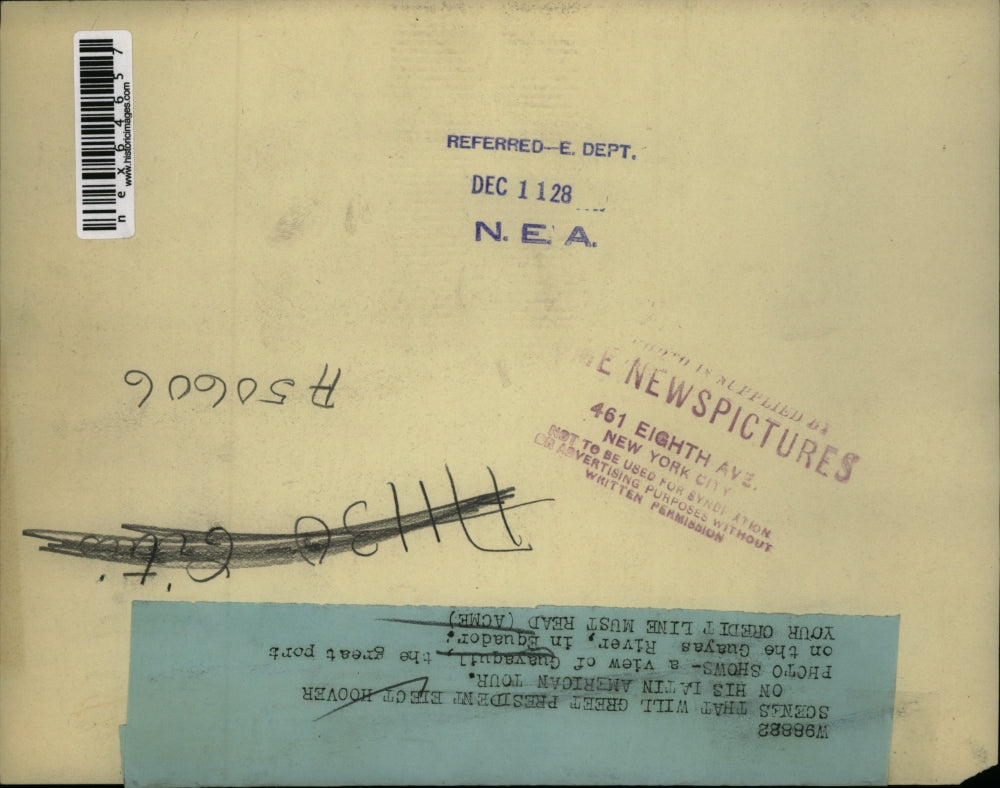 nex64657
www.historicimages.com
REFERRED—E. DEPT.
DEC 11 28
N. E. A.
PHOTO IS SUPPLIED BY
E NEWSPICTURES
461 EIGHTH AVE.
NEW YORK CITY
NOT TO BE USED FOR SYNDICATION
OR ADVERTISING PURPOSES WITHOUT
WRITTEN PERMISSION
A50606
W98882
SCENES THAT WILL GREET PRESIDENT ELECT HOOVER
ON HIS LATIN AMERICAN TOUR.
PHOTO SHOWS- a view of Guayaquil, the great port
on the Guayas River, in Equador;
YOUR CREDIT LINE MUST READ (ACME)